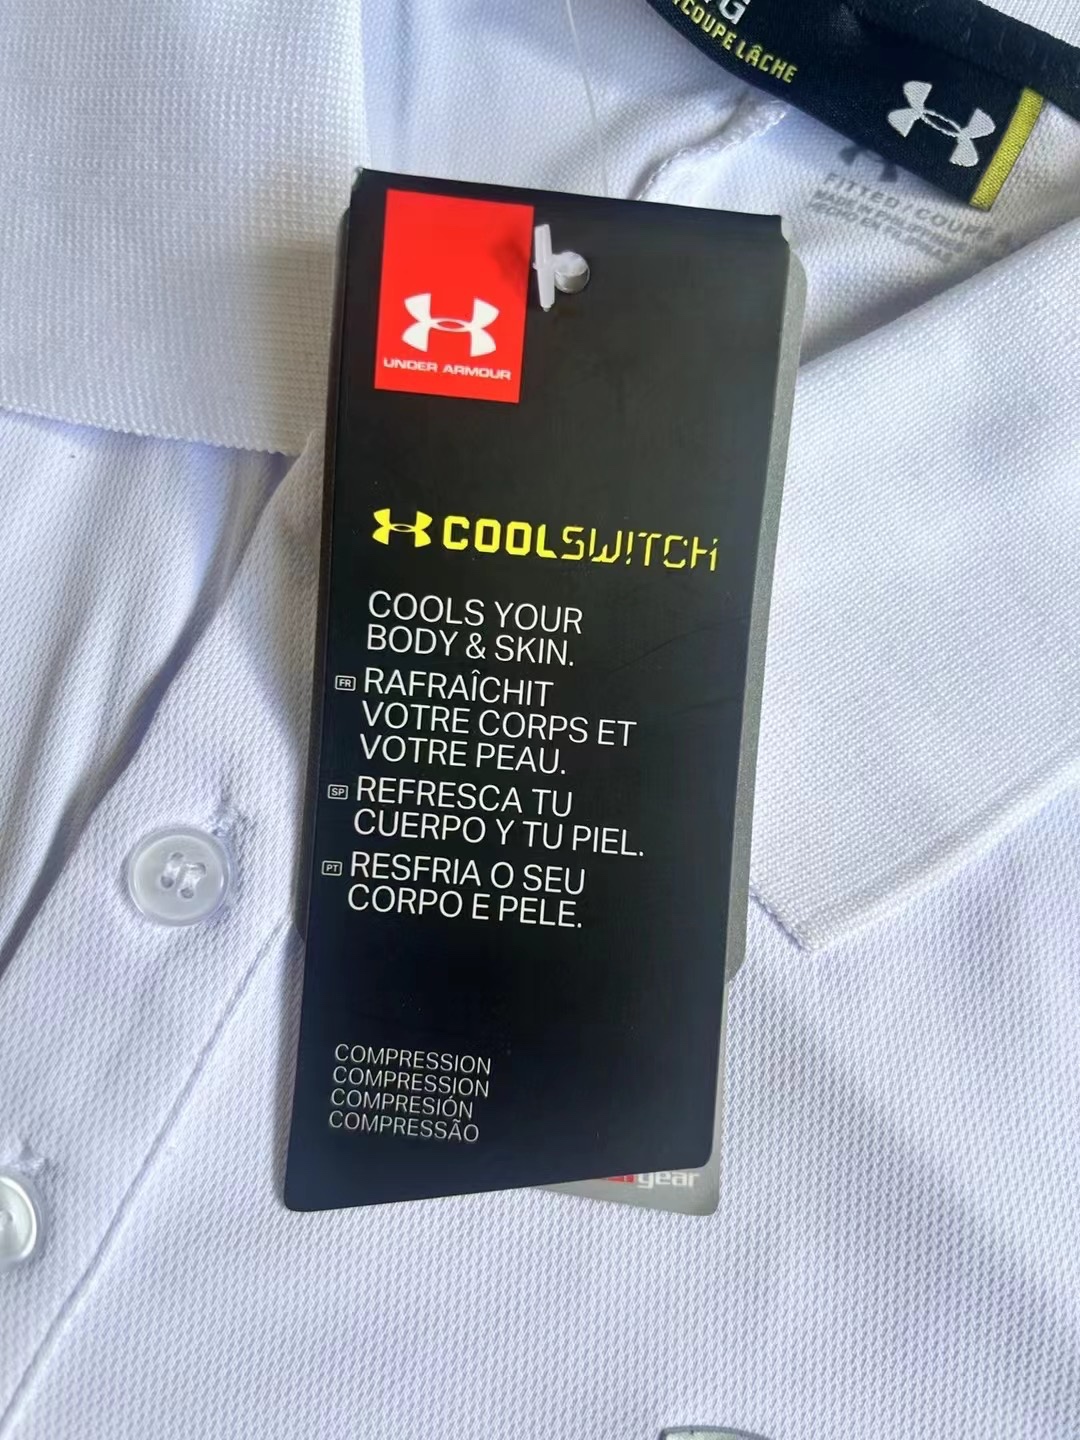 COUPE LÂCHE
FITTED / COUPE
UNDER ARMOUR
COOLSWITCH
COOLS YOUR
BODY & SKIN.
FR RAFRAÎCHIT
VOTRE CORPS ET
VOTRE PEAU.
SP REFRESCA TU
CUERPO Y TU PIEL.
PT RESFRIA O SEU
CORPO E PELE.
COMPRESSION
COMPRESSION
COMPRESIÓN
COMPRESSÃO
gear